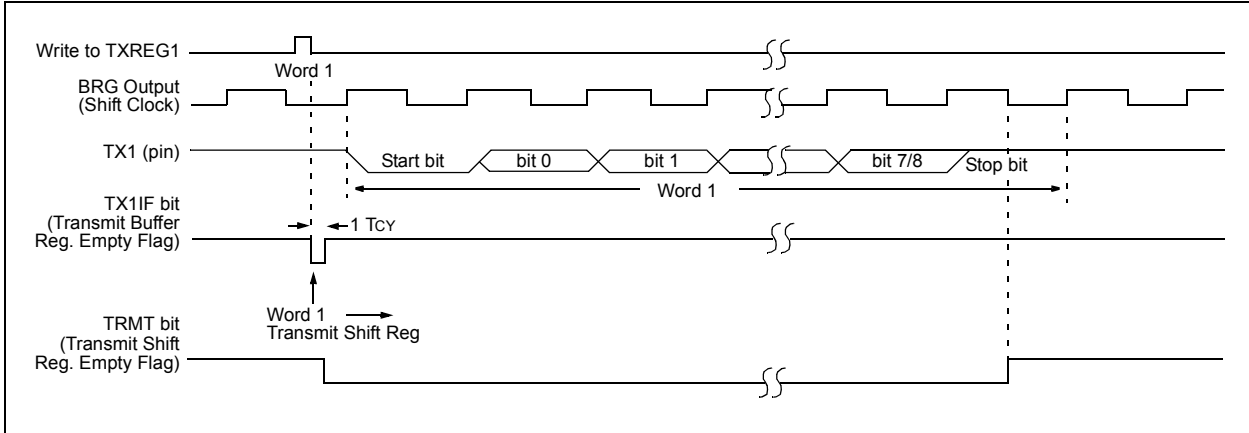 Write to TXREG1
Word 1
BRG Output
(Shift Clock)
TX1 (pin)
Start bit
bit 0
bit 1
bit 7/8
Stop bit
Word 1
TX1IF bit
(Transmit Buffer
Reg. Empty Flag)
1 TCY
Word 1
Transmit Shift Reg
TRMT bit
(Transmit Shift
Reg. Empty Flag)